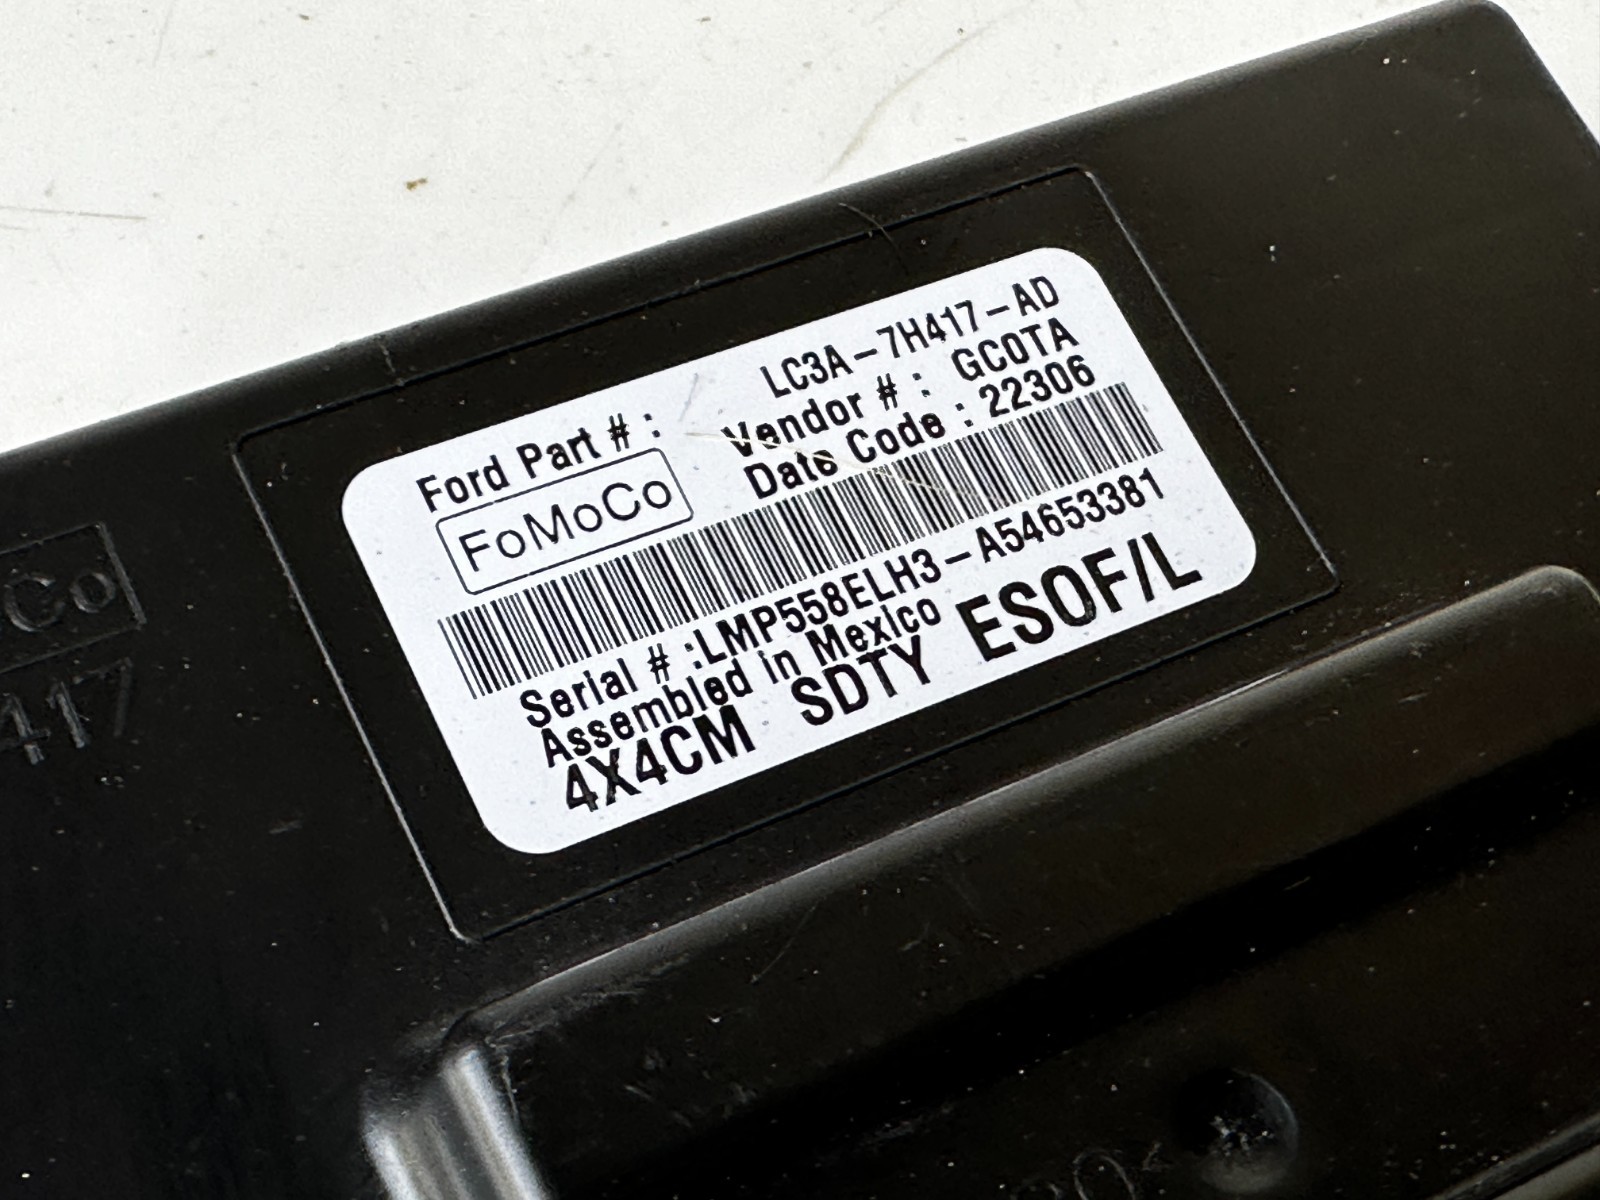 Ford Part # : LC3A-7H417-AD
FoMoCo
Vendor # : GC0TA
Date Code : 22306
Serial # :LMP558ELH3-A54653381
Assembled in Mexico
4X4CM SDTY ESOF/L
Co
417